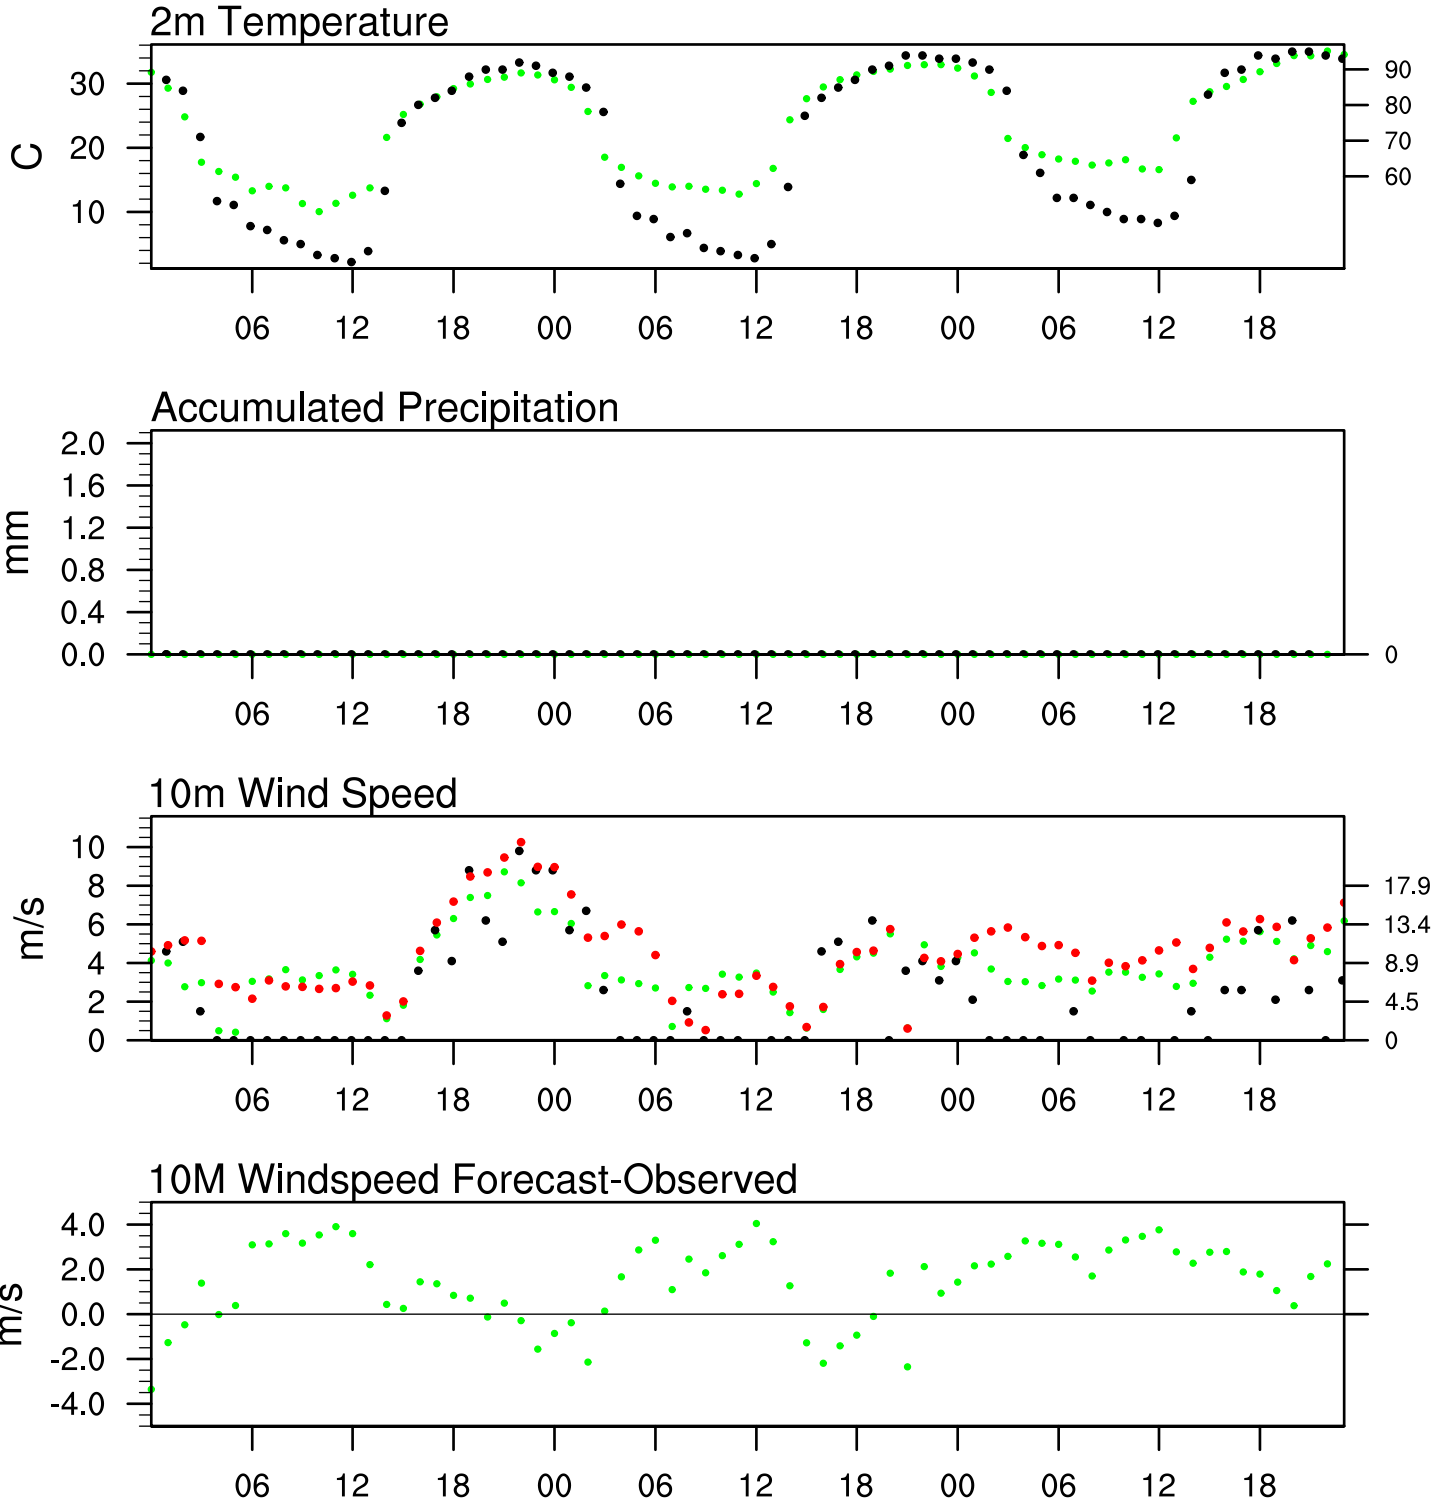 2m Temperature
C
30
20
10
90
80
70
60
06 12 18 00 06 12 18 00 06 12 18
Accumulated Precipitation
mm
2.0
1.6
1.2
0.8
0.4
0.0
0
06 12 18 00 06 12 18 00 06 12 18
10m Wind Speed
m/s
10
8
6
4
2
0
17.9
13.4
8.9
4.5
0
06 12 18 00 06 12 18 00 06 12 18
10M Windspeed Forecast-Observed
m/s
4.0
2.0
0.0
-2.0
-4.0
06 12 18 00 06 12 18 00 06 12 18